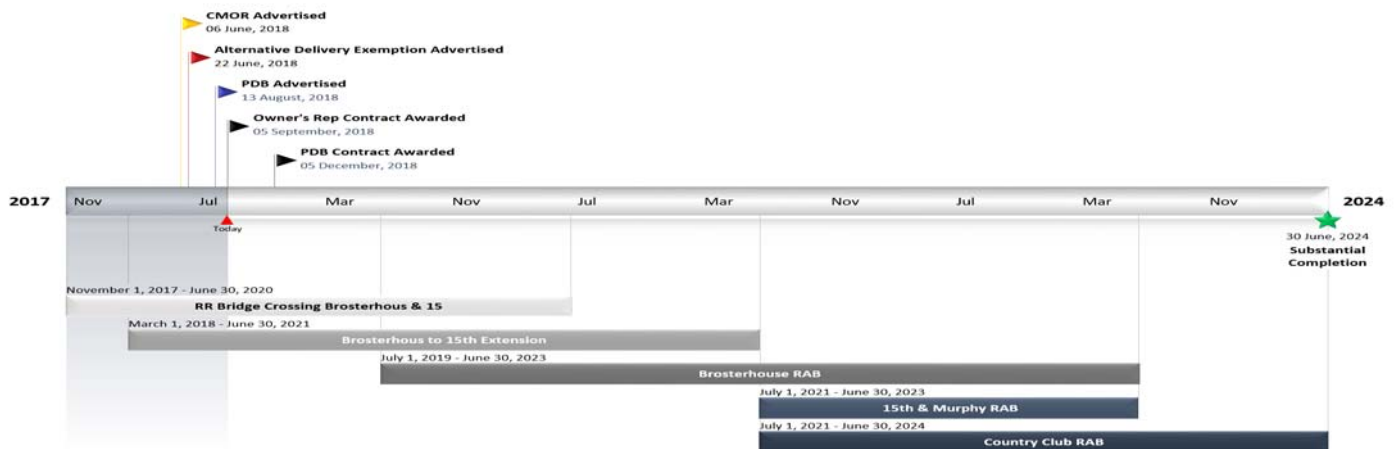 CMOR Advertised
06 June, 2018
Alternative Delivery Exemption Advertised
22 June, 2018
PDB Advertised
13 August, 2018
Owner's Rep Contract Awarded
05 September, 2018
PDB Contract Awarded
05 December, 2018
2017 Nov Jul Mar Nov Jul Mar Nov Jul Mar Nov 2024
Today
30 June, 2024
Substantial
Completion
November 1, 2017 - June 30, 2020
RR Bridge Crossing Brosterhous & 15
March 1, 2018 - June 30, 2021
Brosterhous to 15th Extension
July 1, 2019 - June 30, 2023
Brosterhouse RAB
July 1, 2021 - June 30, 2023
15th & Murphy RAB
July 1, 2021 - June 30, 2024
Country Club RAB